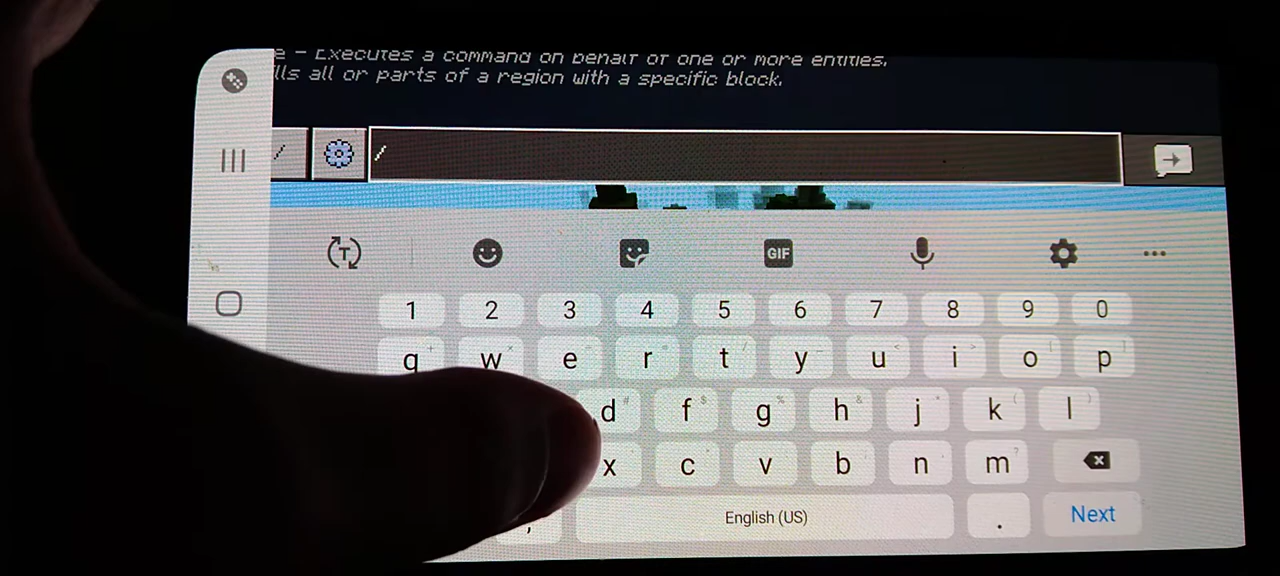 e - Executes a command on behalf of one or more entities.
lls all or parts of a region with a specific block.
/ /
GIF
1 2 3 4 5 6 7 8 9 0
q w e r t y u i o p
d f g h j k l
x c v b n m
, English (US) . Next